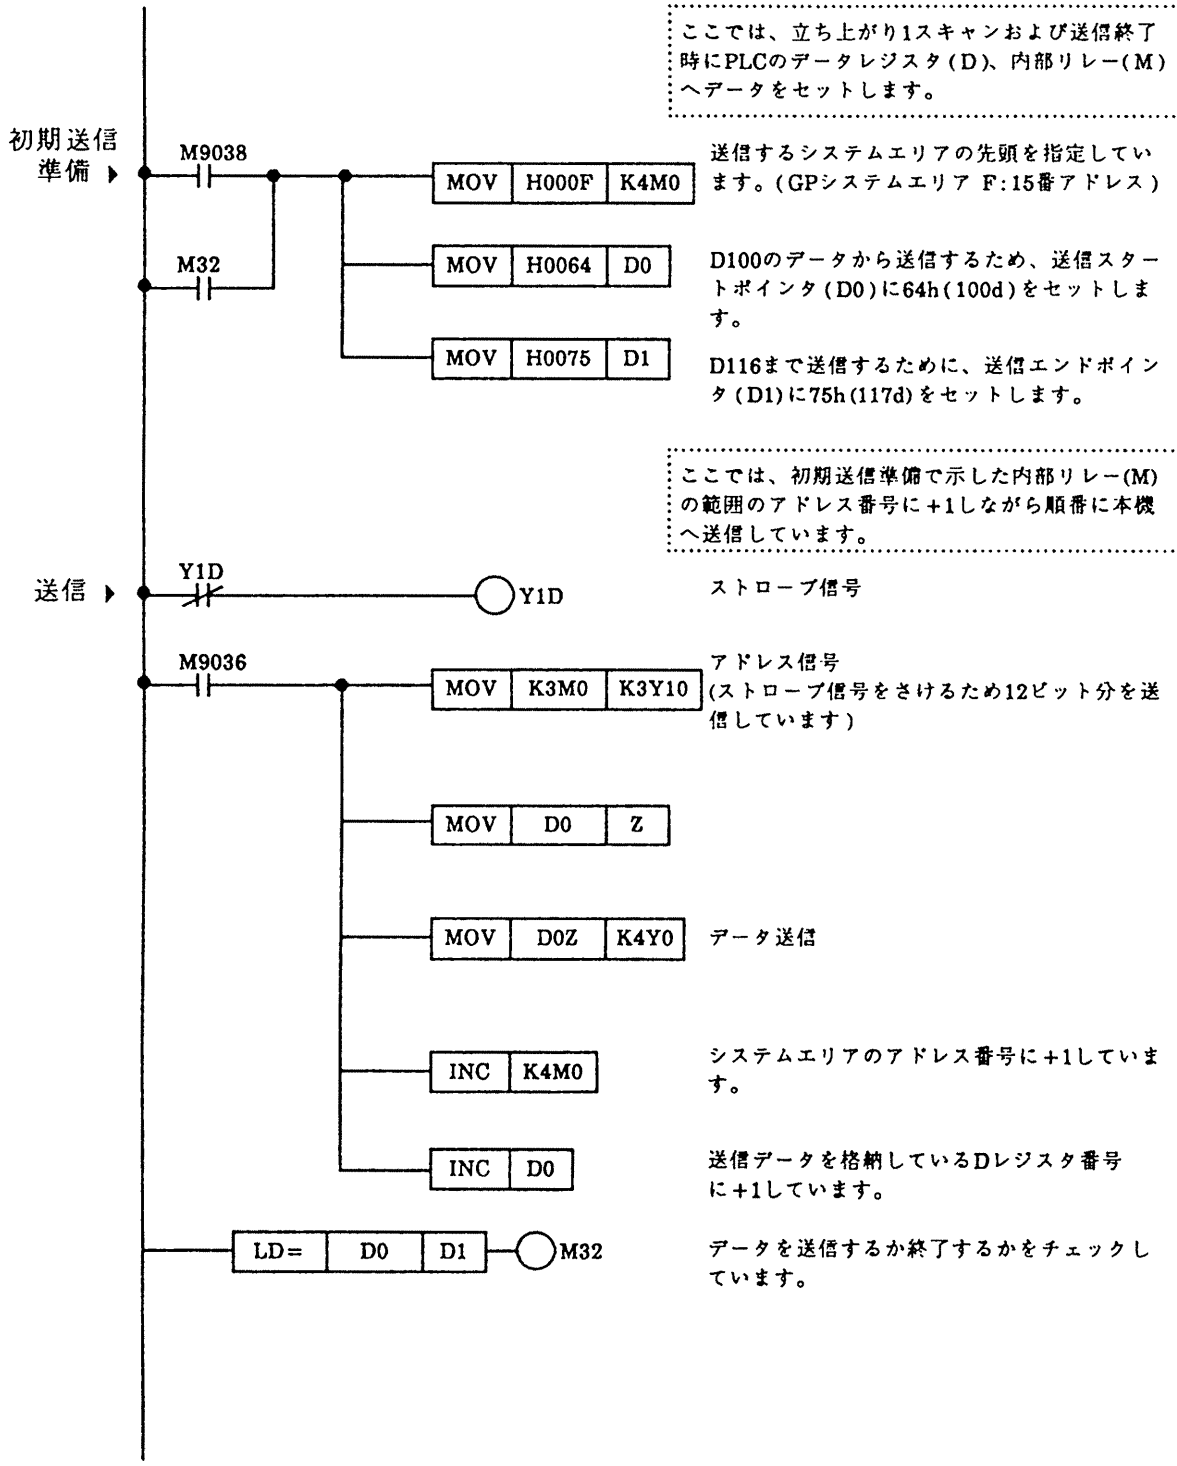 ここでは、立ち上がり1スキャンおよび送信終了
時にPLCのデータレジスタ(D)、内部リレー(M)
へデータをセットします。
初期送信
準備
M9038
MOV H000F K4M0
送信するシステムエリアの先頭を指定してい
ます。(GPシステムエリア F:15番アドレス)
M32
MOV H0064 D0
D100のデータから送信するため、送信スター
トポインタ(D0)に64h(100d)をセットしま
す。
MOV H0075 D1
D116まで送信するために、送信エンドポイン
タ(D1)に75h(117d)をセットします。
ここでは、初期送信準備で示した内部リレー(M)
の範囲のアドレス番号に+1しながら順番に本機
へ送信しています。
送信
Y1D
Y1D
ストローブ信号
M9036
MOV K3M0 K3Y10
アドレス信号
(ストローブ信号をさけるため12ビット分を送
信しています)
MOV D0 Z
MOV D0Z K4Y0
データ送信
INC K4M0
システムエリアのアドレス番号に+1していま
す。
INC D0
送信データを格納しているDレジスタ番号
に+1しています。
LD= D0 D1
M32
データを送信するか終了するかをチェックし
ています。